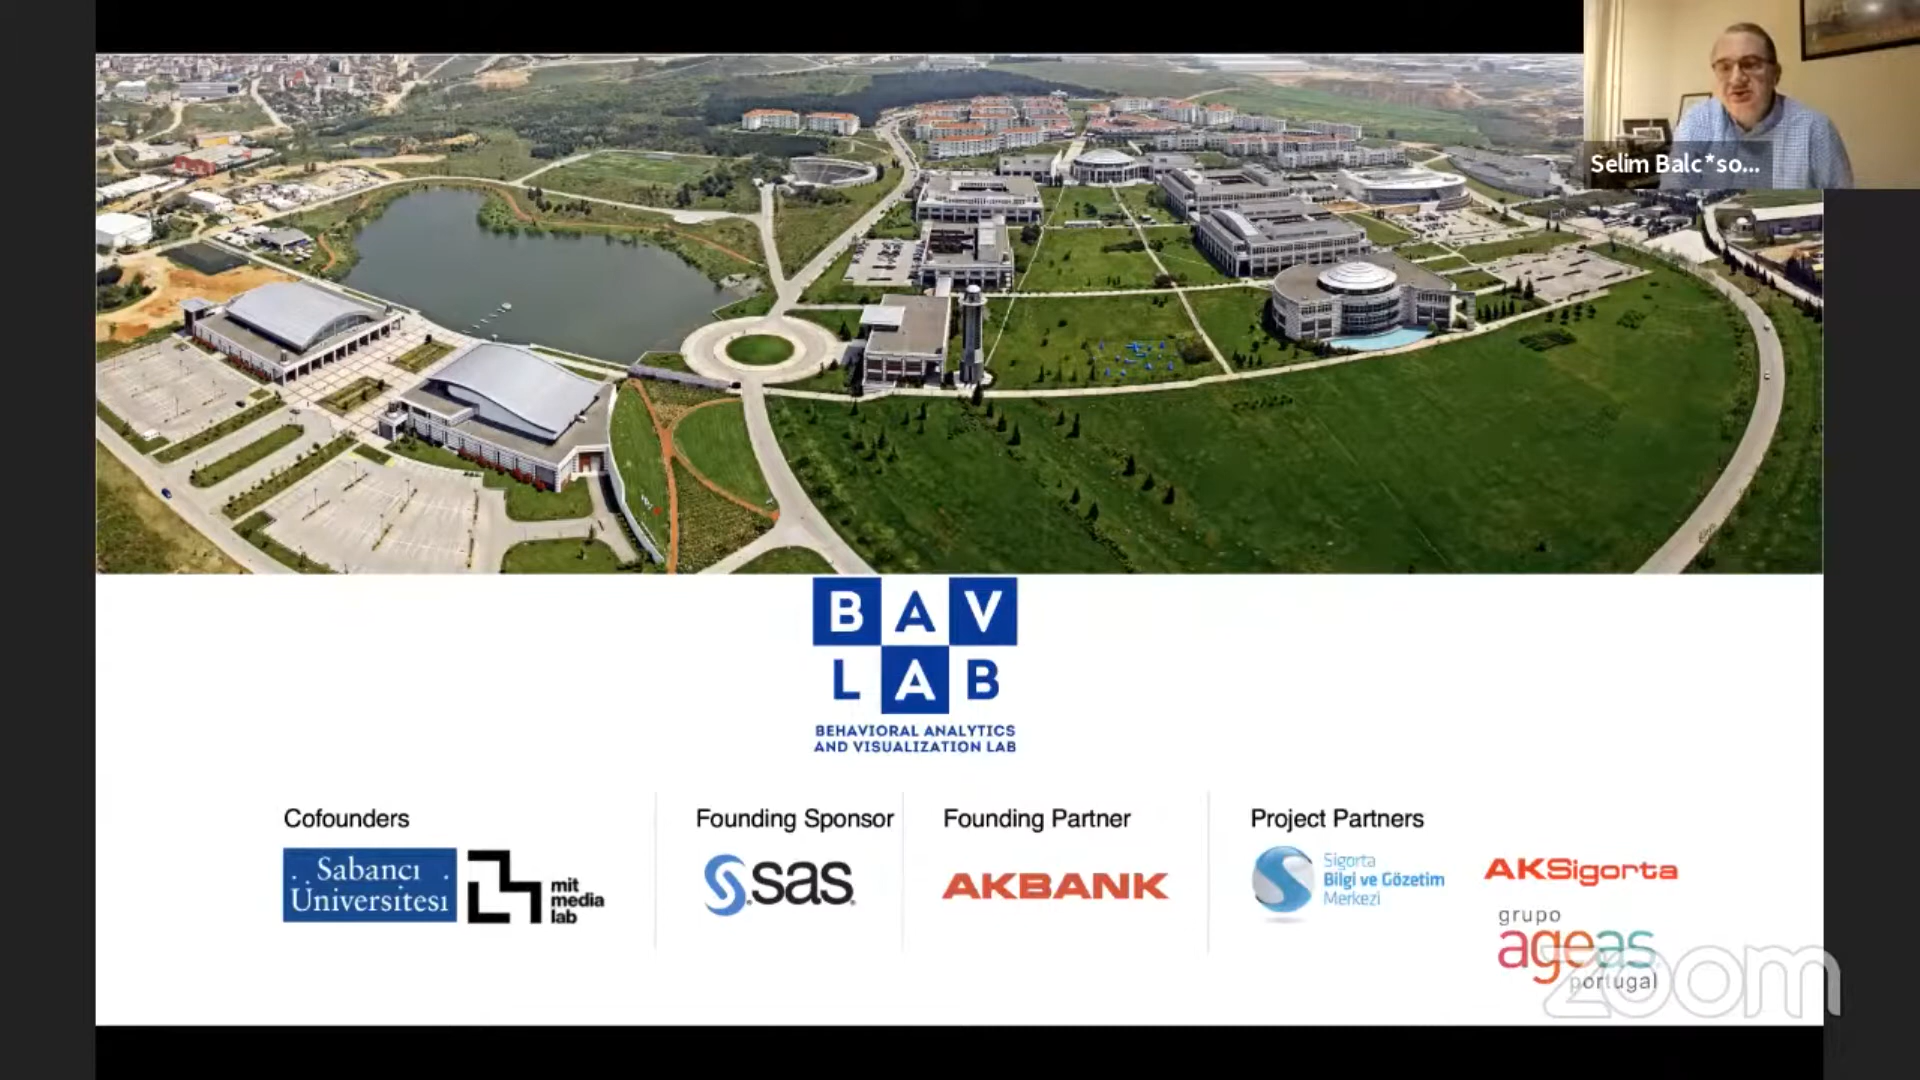 Selim Balc*so...
B A V
L A B
BEHAVIORAL ANALYTICS
AND VISUALIZATION LAB
Cofounders
Sabancı
Üniversitesi
mit
media
lab
Founding Sponsor
sas
Founding Partner
AKBANK
Project Partners
Sigorta
Bilgi ve Gözetim
Merkezi
AKSigorta
grupo
ageas
portugal
zoom